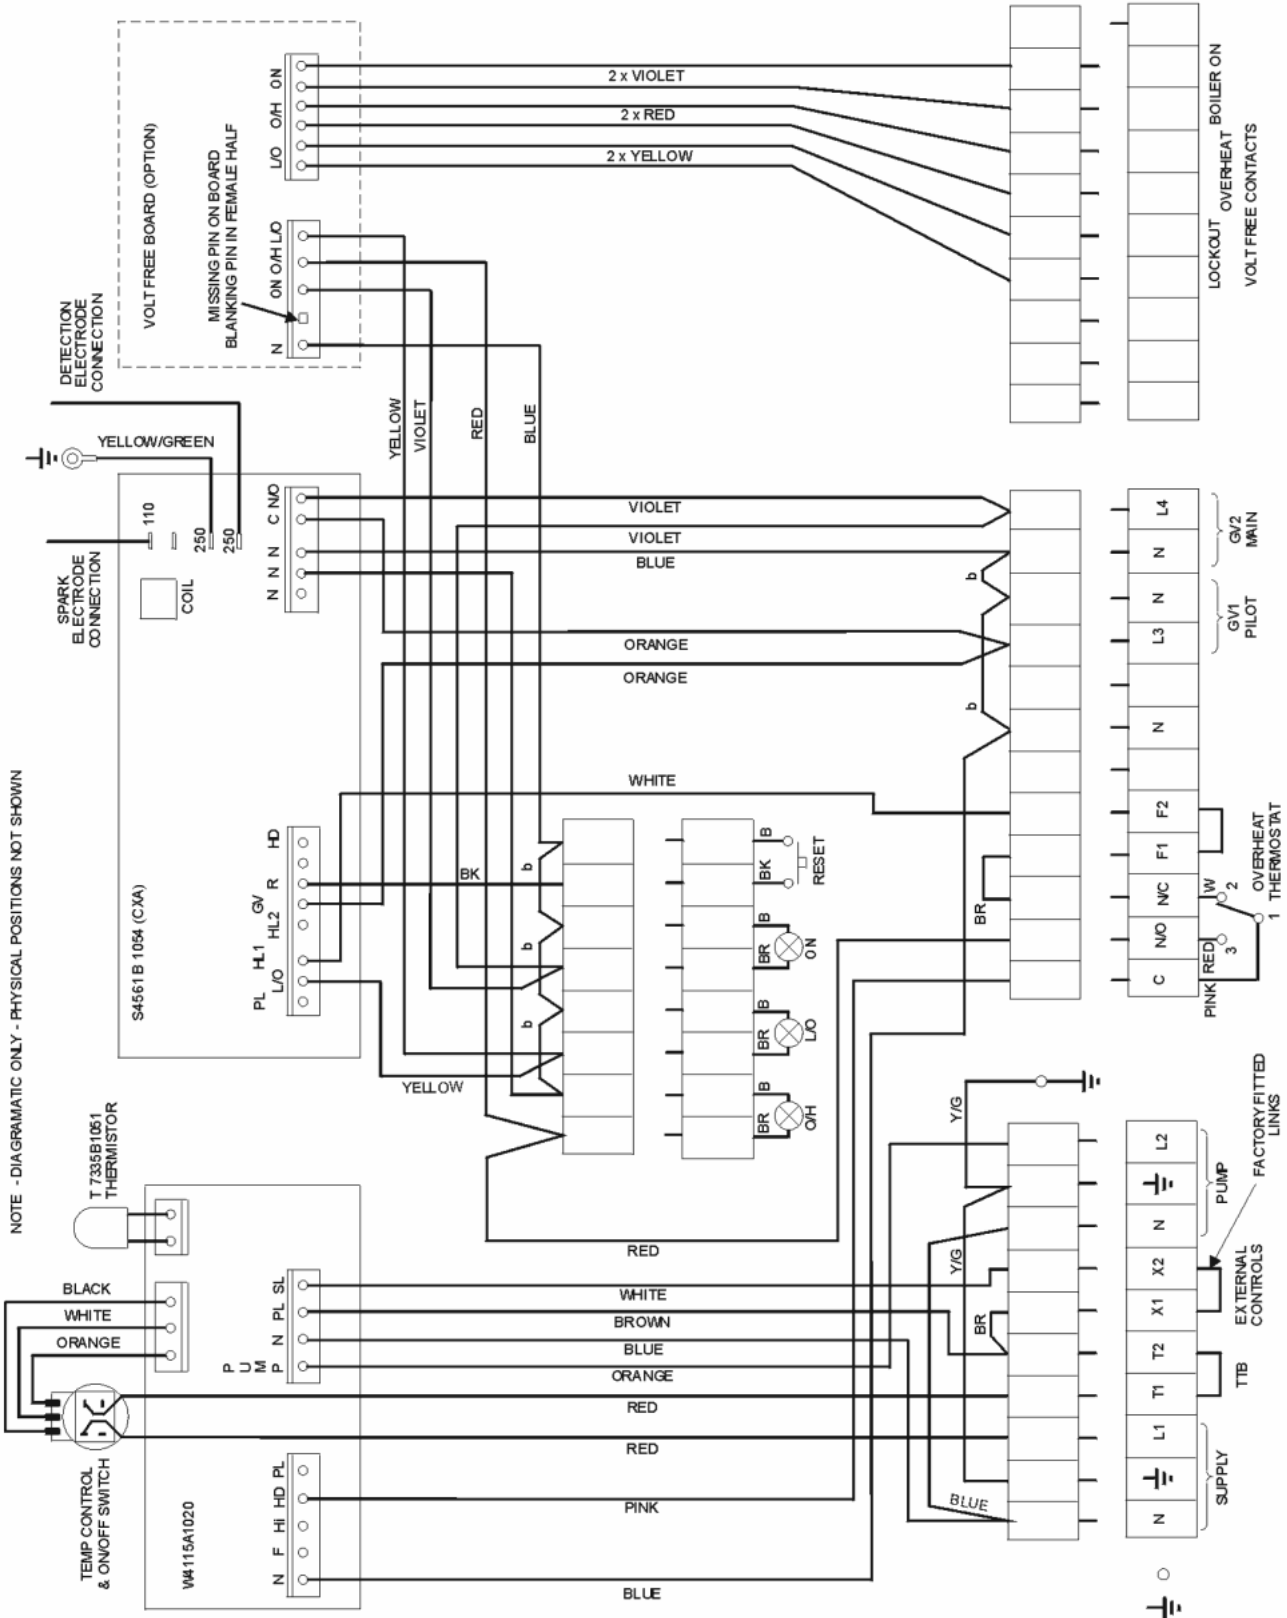 NOTE - DIAGRAMATIC ONLY - PHYSICAL POSITIONS NOT SHOWN
TEMP CONTROL
& ON/OFF SWITCH
BLACK
WHITE
ORANGE
T7335B1051
THERMISTOR
W4115A1020
N F Hi HD PL
P
U
M
P
N PL SL
S4561B 1054 (CXA)
PL
L/O HL1 HL2 GV R HD
SPARK
ELECTRODE
CONNECTION
COIL
110
250
250
N N N C N/O
YELLOW/GREEN
DETECTION
ELECTRODE
CONNECTION
VOLT FREE BOARD (OPTION)
MISSING PIN ON BOARD
BLANKING PIN IN FEMALE HALF
N ON O/H L/O
L/O O/H ON
YELLOW
VIOLET
RED
BLUE
2 x VIOLET
2 x RED
2 x YELLOW
VIOLET
VIOLET
BLUE
ORANGE
ORANGE
WHITE
BK
YELLOW
b
b
b
b
b
BR
O/H
BR
B
L/O
BR
B
ON
BR
B
RESET
BK
B
RED
WHITE
BROWN
BLUE
ORANGE
RED
RED
PINK
BLUE
BLUE
Y/G
Y/G
BR
N L1 T1 T2 X1 X2 N L2
SUPPLY
TTB
EXTERNAL
CONTROLS
PUMP
FACTORY FITTED
LINKS
C N/O N/C F1 F2 N L3 N N L4
PINK
RED
W
3
2
1
OVERHEAT
THERMOSTAT
GV1
PILOT
GV2
MAIN
LOCKOUT
OVERHEAT
BOILER ON
VOLT FREE CONTACTS